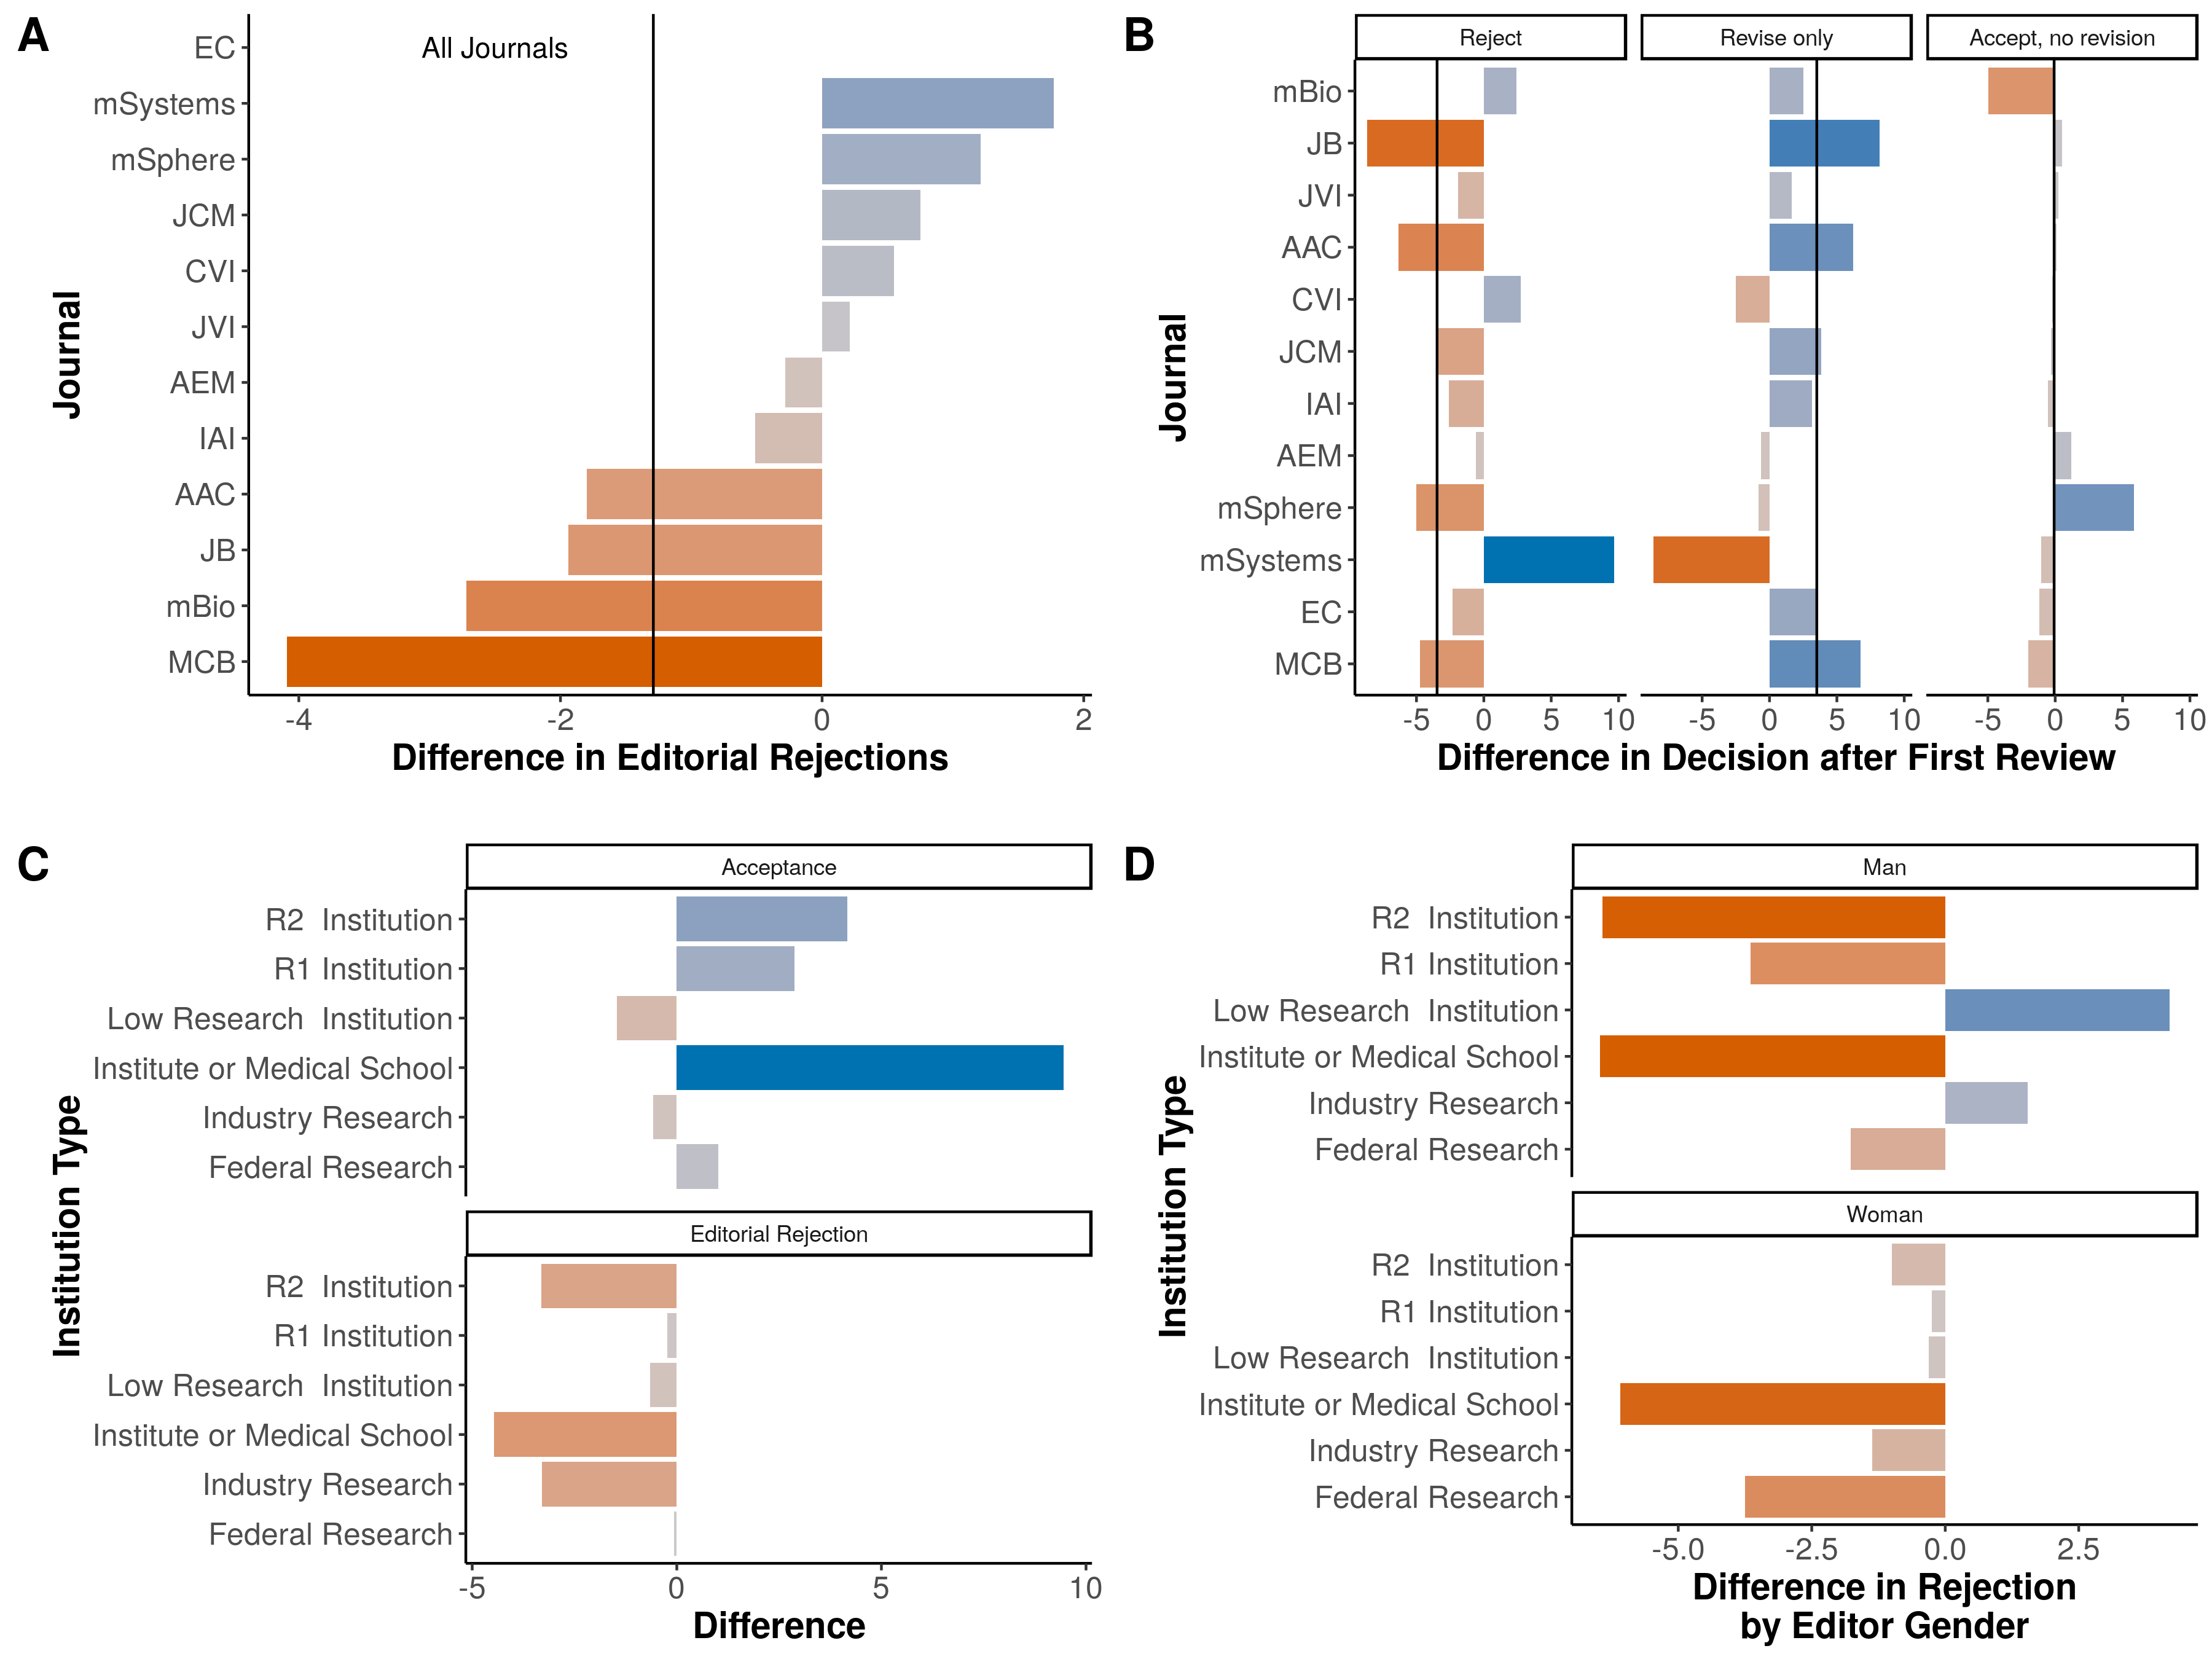 A
Journal
EC
mSystems
mSphere
JCM
CVI
JVI
AEM
IAI
AAC
JB
mBio
MCB
All Journals
-4 -2 0 2
Difference in Editorial Rejections
B
Journal
Reject Revise only Accept, no revision
mBio
JB
JVI
AAC
CVI
JCM
IAI
AEM
mSphere
mSystems
EC
MCB
-5 0 5 10 -5 0 5 10 -5 0 5 10
Difference in Decision after First Review
C
Institution Type
Acceptance
R2 Institution
R1 Institution
Low Research Institution
Institute or Medical School
Industry Research
Federal Research
Editorial Rejection
R2 Institution
R1 Institution
Low Research Institution
Institute or Medical School
Industry Research
Federal Research
-5 0 5 10
Difference
D
Institution Type
Man
R2 Institution
R1 Institution
Low Research Institution
Institute or Medical School
Industry Research
Federal Research
Woman
R2 Institution
R1 Institution
Low Research Institution
Institute or Medical School
Industry Research
Federal Research
-5.0 -2.5 0.0 2.5
Difference in Rejection
by Editor Gender